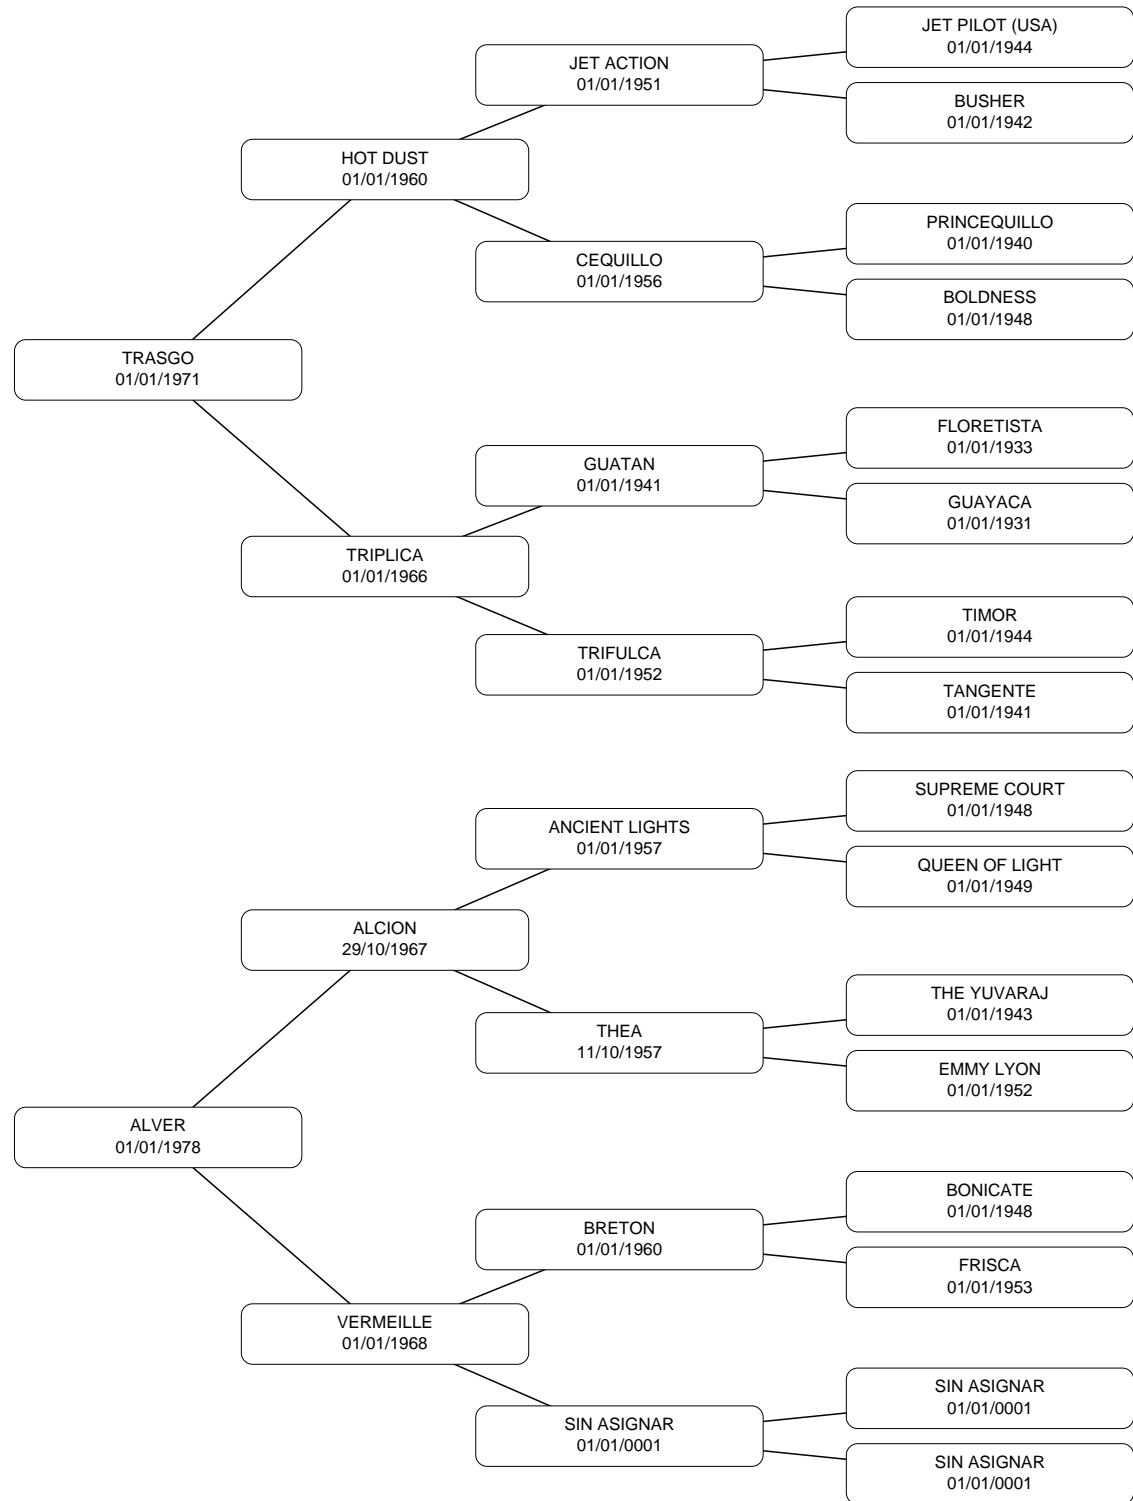 JET PILOT (USA)
01/01/1944
JET ACTION
01/01/1951
BUSHER
01/01/1942
HOT DUST
01/01/1960
PRINCEQUILLO
01/01/1940
CEQUILLO
01/01/1956
BOLDNESS
01/01/1948
TRASGO
01/01/1971
FLORETISTA
01/01/1933
GUATAN
01/01/1941
GUAYACA
01/01/1931
TRIPLICA
01/01/1966
TIMOR
01/01/1944
TRIFULCA
01/01/1952
TANGENTE
01/01/1941
SUPREME COURT
01/01/1948
ANCIENT LIGHTS
01/01/1957
QUEEN OF LIGHT
01/01/1949
ALCION
29/10/1967
THE YUVARAJ
01/01/1943
THEA
11/10/1957
EMMY LYON
01/01/1952
ALVER
01/01/1978
BONICATE
01/01/1948
BRETON
01/01/1960
FRISCA
01/01/1953
VERMEILLE
01/01/1968
SIN ASIGNAR
01/01/0001
SIN ASIGNAR
01/01/0001
SIN ASIGNAR
01/01/0001